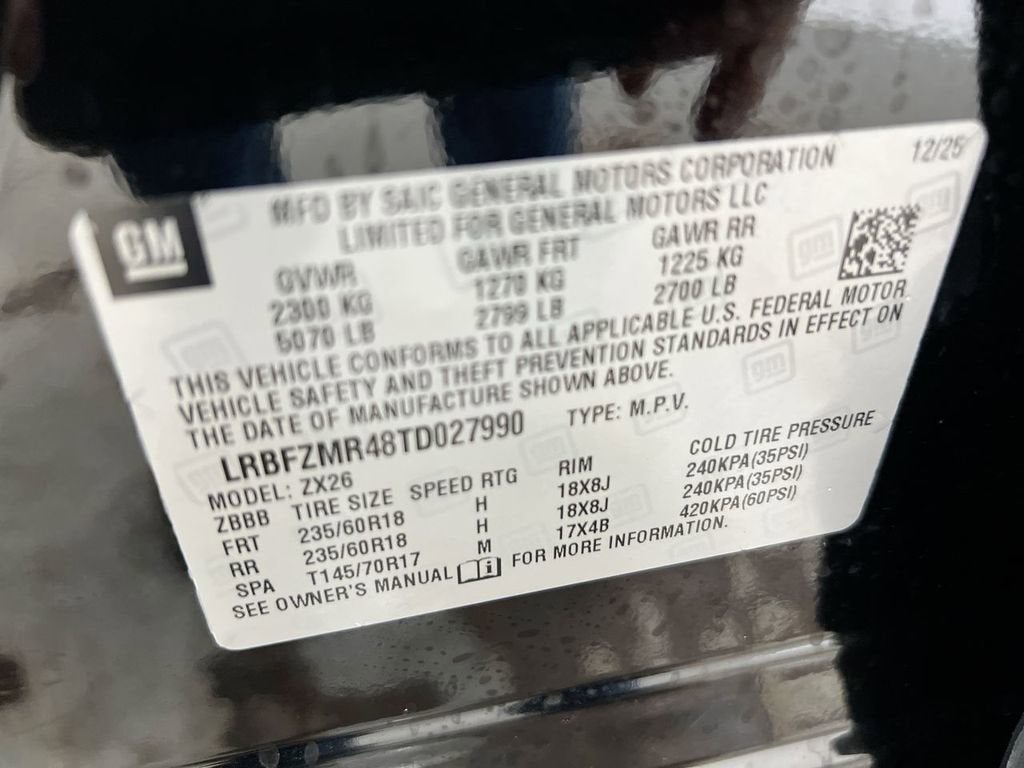 12/25
GM
MFD BY SAIC GENERAL MOTORS CORPORATION
LIMITED FOR GENERAL MOTORS LLC
GVWR GAWR FRT GAWR RR
2300 KG 1270 KG 1225 KG
5070 LB 2799 LB 2700 LB
THIS VEHICLE CONFORMS TO ALL APPLICABLE U.S. FEDERAL MOTOR
VEHICLE SAFETY AND THEFT PREVENTION STANDARDS IN EFFECT ON
THE DATE OF MANUFACTURE SHOWN ABOVE.
LRBFZMR48TD027990 TYPE: M.P.V.
MODEL: ZX26
ZBBB TIRE SIZE SPEED RTG RIM COLD TIRE PRESSURE
FRT 235/60R18 H 18X8J 240KPA(35PSI)
RR 235/60R18 H 18X8J 240KPA(35PSI)
SPA T145/70R17 M 17X4B 420KPA(60PSI)
SEE OWNER'S MANUAL i FOR MORE INFORMATION.